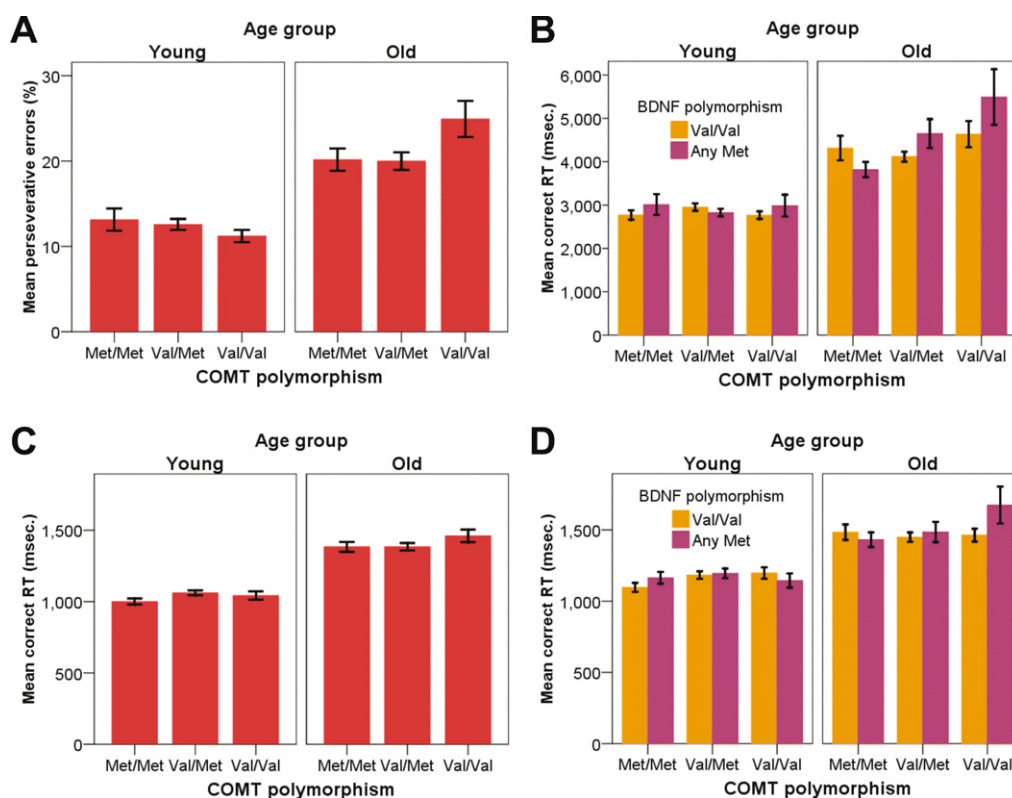 A
Age group
Young Old
Mean perseverative errors (%)
30
20
10
0
Met/Met Val/Met Val/Val Met/Met Val/Met Val/Val
COMT polymorphism
B
Age group
Young Old
Mean correct RT (msec.)
6,000
5,000
4,000
3,000
2,000
1,000
0
BDNF polymorphism
Val/Val
Any Met
Met/Met Val/Met Val/Val Met/Met Val/Met Val/Val
COMT polymorphism
C
Age group
Young Old
Mean correct RT (msec.)
1,500
1,000
500
0
Met/Met Val/Met Val/Val Met/Met Val/Met Val/Val
COMT polymorphism
D
Age group
Young Old
Mean correct RT (msec.)
1,500
1,000
500
0
BDNF polymorphism
Val/Val
Any Met
Met/Met Val/Met Val/Val Met/Met Val/Met Val/Val
COMT polymorphism